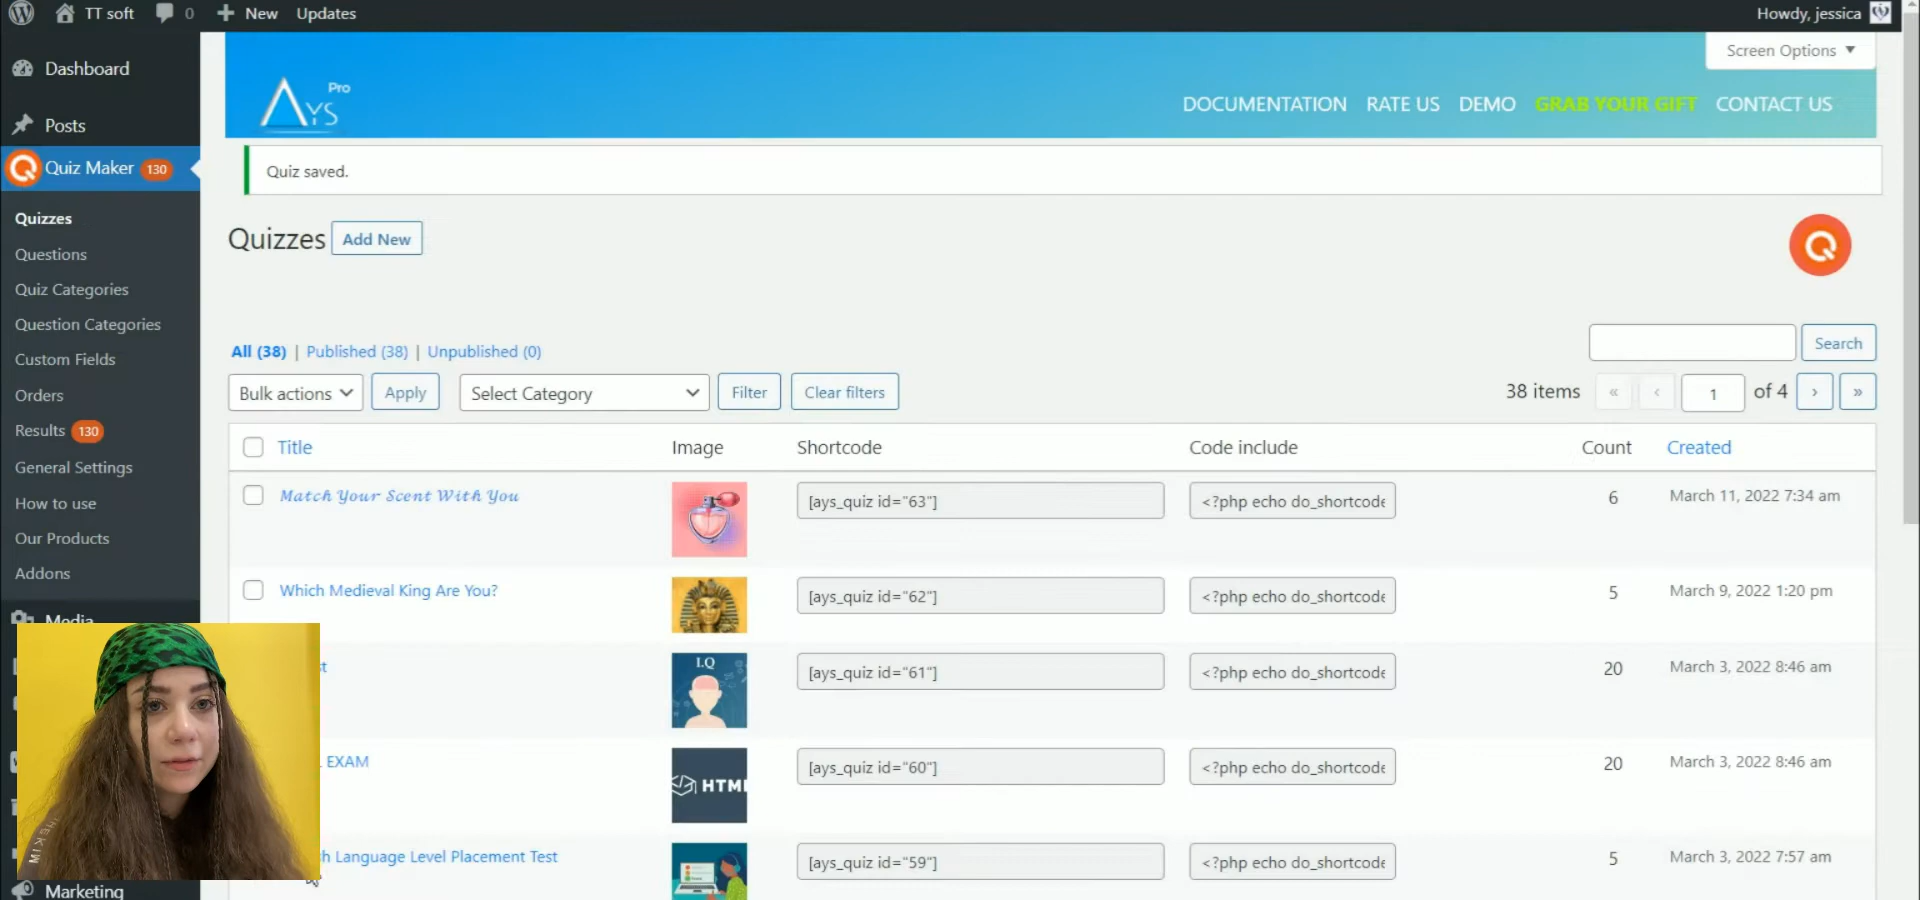 TT soft 0 New Updates Howdy, jessica
Screen Options
Dashboard
Posts
Quiz Maker 130
Quizzes
Questions
Quiz Categories
Question Categories
Custom Fields
Orders
Results 130
General Settings
How to use
Our Products
Addons
Media
Marketing
AYS Pro
DOCUMENTATION RATE US DEMO GRAB YOUR GIFT CONTACT US
Quiz saved.
Quizzes Add New
All (38) | Published (38) | Unpublished (0)
Search
Bulk actions Apply Select Category Filter Clear filters 38 items « ‹ 1 of 4 › »
Title Image Shortcode Code include Count Created
Match Your Scent With You [ays_quiz id="63"] <?php echo do_shortcode 6 March 11, 2022 7:34 am
Which Medieval King Are You? [ays_quiz id="62"] <?php echo do_shortcode 5 March 9, 2022 1:20 pm
I.Q [ays_quiz id="61"] <?php echo do_shortcode 20 March 3, 2022 8:46 am
EXAM HTML [ays_quiz id="60"] <?php echo do_shortcode 20 March 3, 2022 8:46 am
Language Level Placement Test [ays_quiz id="59"] <?php echo do_shortcode 5 March 3, 2022 7:57 am